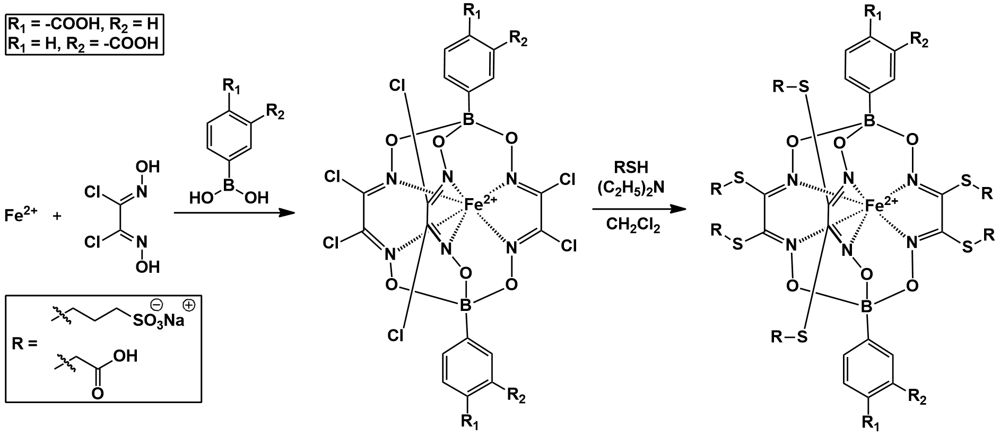 R1 = -COOH, R2 = H
R1 = H, R2 = -COOH
Fe2+
+
Cl
Cl
N
OH
N
OH
R1
R2
B
HO
OH
R1
R2
Cl
B
O
O
O
Cl
N
N
N
Cl
Fe2+
Cl
N
N
N
Cl
O
O
O
B
Cl
R2
R1
RSH
(C2H5)2N
CH2Cl2
R1
R2
R–S
B
O
O
O
R
S
N
N
N
S
R
Fe2+
R
S
N
N
N
S
R
O
O
O
B
R–S
R2
R1
R =
SO3Na
−
+
OH
O